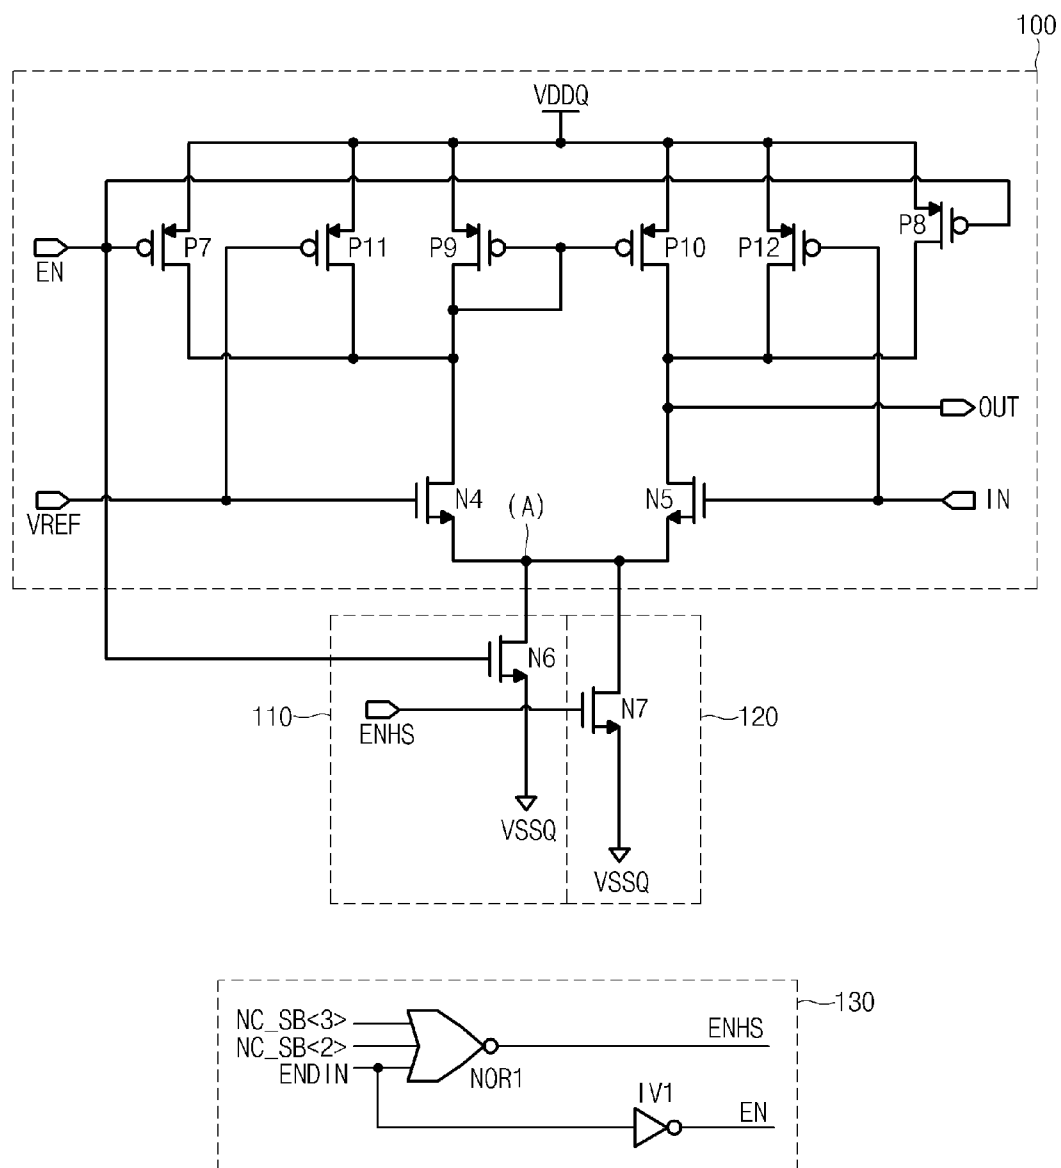 100
VDDQ
P7
P11
P9
P10
P12
P8
EN
OUT
VREF
N4
(A)
N5
IN
N6
110
ENHS
N7
120
VSSQ
VSSQ
130
NC_SB<3>
NC_SB<2>
ENDIN
NOR1
ENHS
IV1
EN